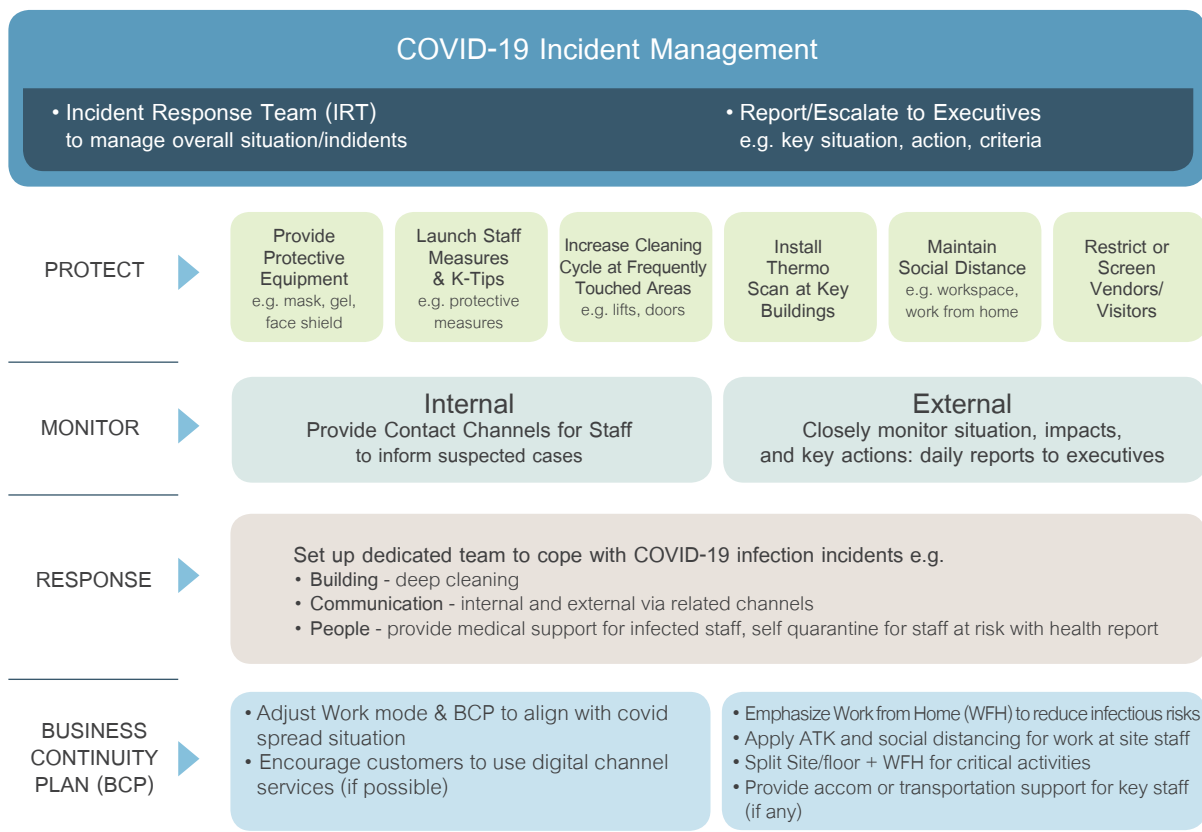 COVID-19 Incident Management
• Incident Response Team (IRT)
to manage overall situation/indidents
• Report/Escalate to Executives
e.g. key situation, action, criteria
PROTECT
Provide
Protective
Equipment
e.g. mask, gel,
face shield
Launch Staff
Measures
& K-Tips
e.g. protective
measures
Increase Cleaning
Cycle at Frequently
Touched Areas
e.g. lifts, doors
Install
Thermo
Scan at Key
Buildings
Maintain
Social Distance
e.g. workspace,
work from home
Restrict or
Screen
Vendors/
Visitors
MONITOR
Internal
Provide Contact Channels for Staff
to inform suspected cases
External
Closely monitor situation, impacts,
and key actions: daily reports to executives
RESPONSE
Set up dedicated team to cope with COVID-19 infection incidents e.g.
• Building - deep cleaning
• Communication - internal and external via related channels
• People - provide medical support for infected staff, self quarantine for staff at risk with health report
BUSINESS
CONTINUITY
PLAN (BCP)
• Adjust Work mode & BCP to align with covid
spread situation
• Encourage customers to use digital channel
services (if possible)
• Emphasize Work from Home (WFH) to reduce infectious risks
• Apply ATK and social distancing for work at site staff
• Split Site/floor + WFH for critical activities
• Provide accom or transportation support for key staff
(if any)